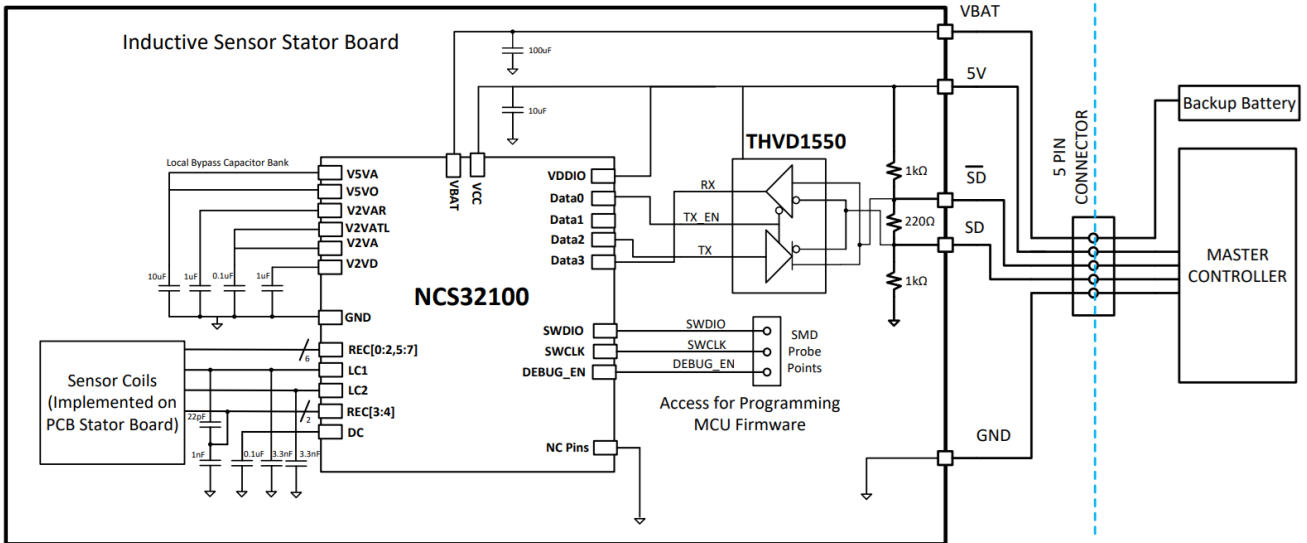 Inductive Sensor Stator Board
VBAT
100uF
5V
10uF
Backup Battery
5 PIN
CONNECTOR
THVD1550
Local Bypass Capacitor Bank
V5VA
V5VO
V2VAR
V2VATL
V2VA
V2VD
GND
VBAT
VCC
VDDIO
Data0
Data1
Data2
Data3
RX
TX_EN
TX
1kΩ
220Ω
1kΩ
SD
SD
10uF
1uF
0.1uF
1uF
NCS32100
MASTER
CONTROLLER
SWDIO
SWCLK
DEBUG_EN
SWDIO
SWCLK
DEBUG_EN
SMD
Probe
Points
Access for Programming
MCU Firmware
Sensor Coils
(Implemented on
PCB Stator Board)
6
2
REC[0:2,5:7]
LC1
LC2
REC[3:4]
DC
22pF
1nF
0.1uF
3.3nF
3.3nF
NC Pins
GND